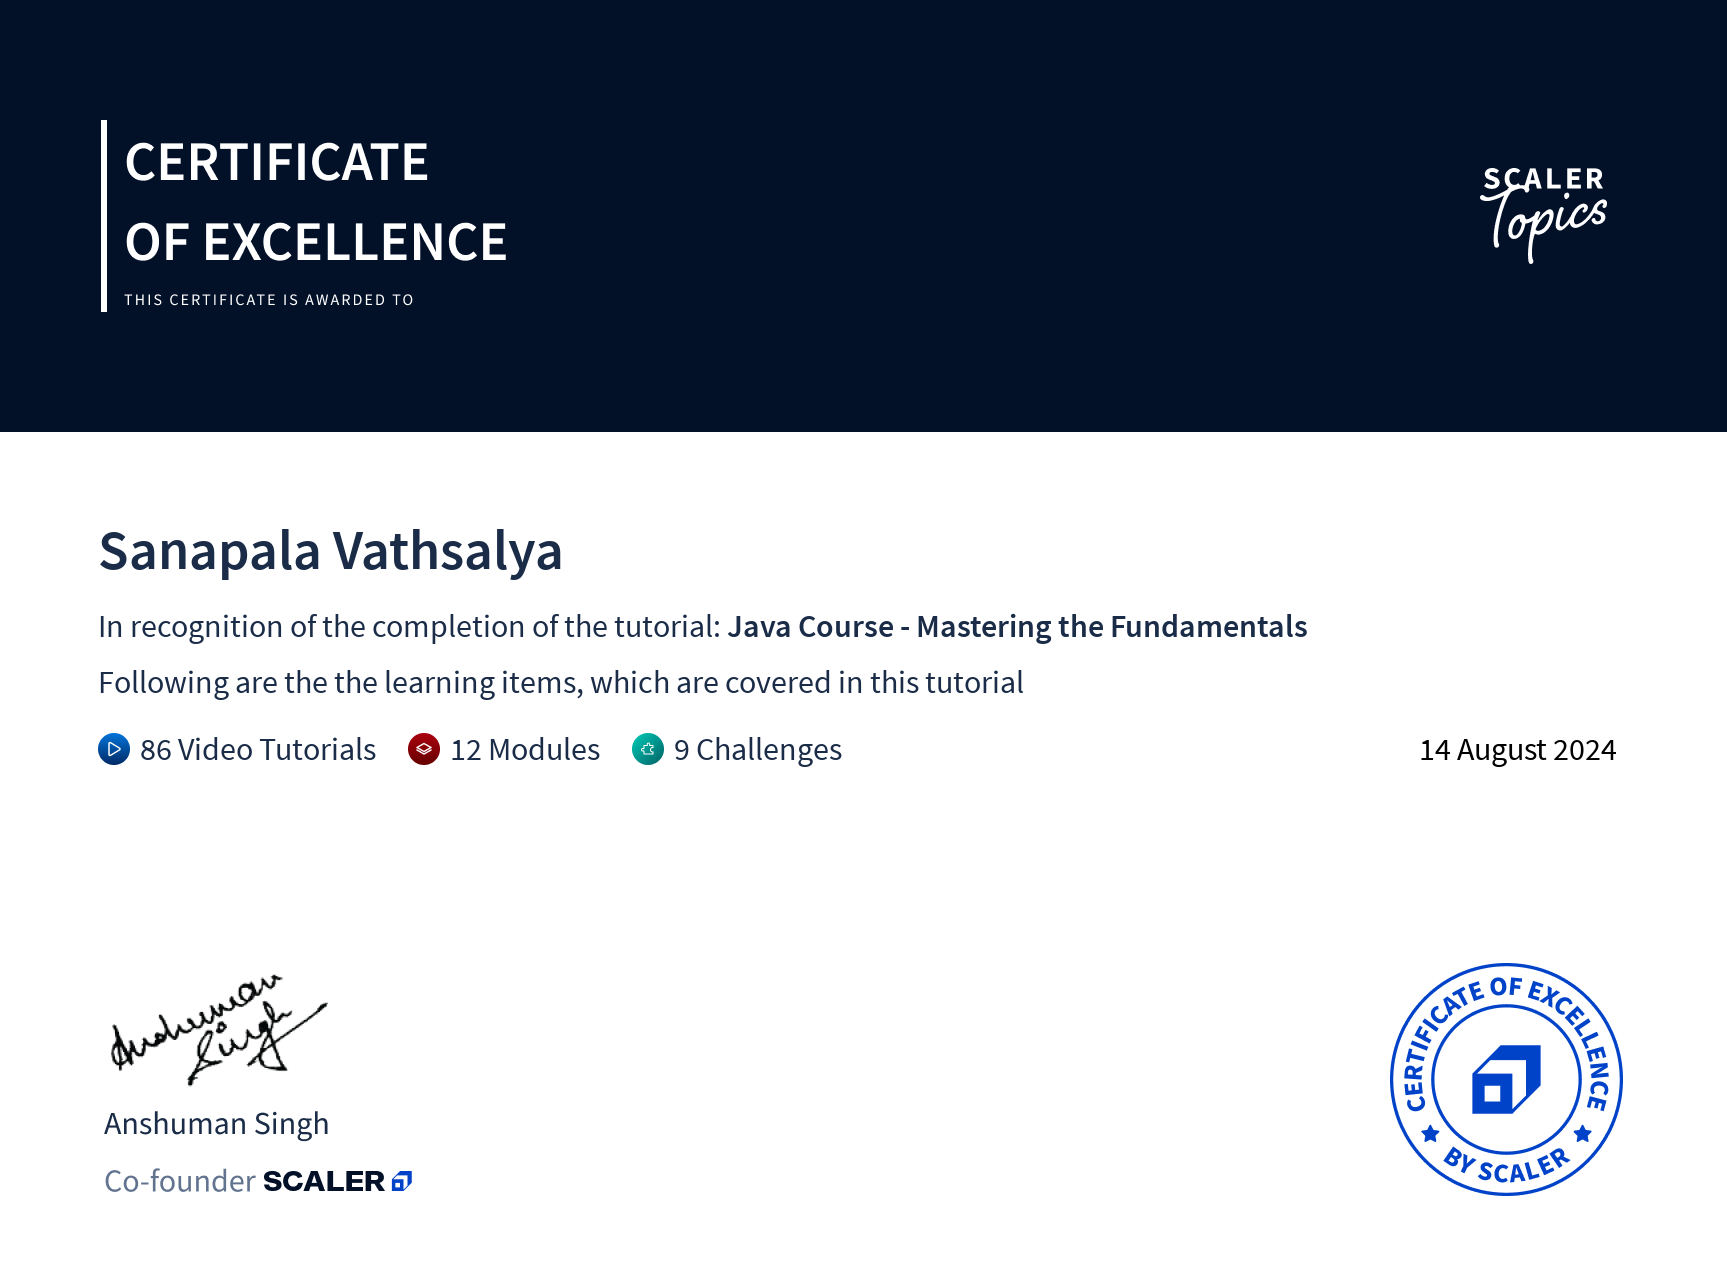 CERTIFICATE
OF EXCELLENCE
THIS CERTIFICATE IS AWARDED TO
SCALER
Topics
Sanapala Vathsalya
In recognition of the completion of the tutorial: Java Course - Mastering the Fundamentals
Following are the the learning items, which are covered in this tutorial
86 Video Tutorials 12 Modules 9 Challenges 14 August 2024
Anshuman
Singh
Anshuman Singh
Co-founder SCALER
CERTIFICATE OF EXCELLENCE
BY SCALER